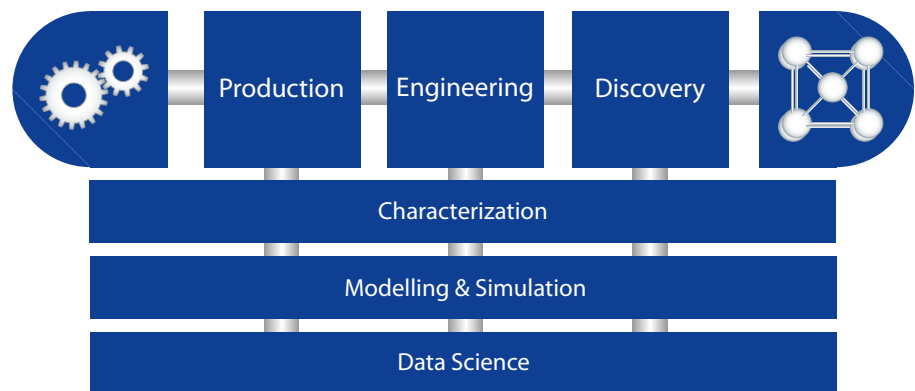 Production
Engineering
Discovery
Characterization
Modelling & Simulation
Data Science